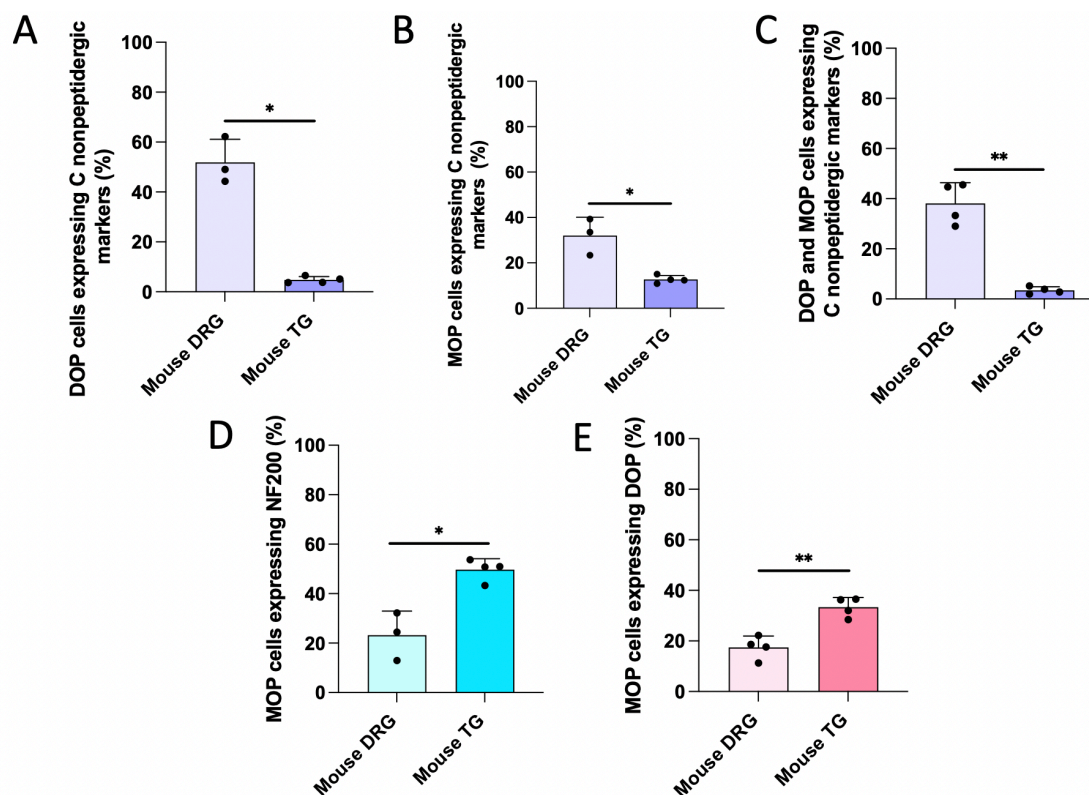 A
DOP cells expressing C nonpeptidergic
markers (%)
100
80
60
40
20
0
*
Mouse DRG
Mouse TG
B
MOP cells expressing C nonpeptidergic
markers (%)
100
80
60
40
20
0
*
Mouse DRG
Mouse TG
C
DOP and MOP cells expressing
C nonpeptidergic markers (%)
100
80
60
40
20
0
**
Mouse DRG
Mouse TG
D
MOP cells expressing NF200 (%)
100
80
60
40
20
0
*
Mouse DRG
Mouse TG
E
MOP cells expressing DOP (%)
100
80
60
40
20
0
**
Mouse DRG
Mouse TG